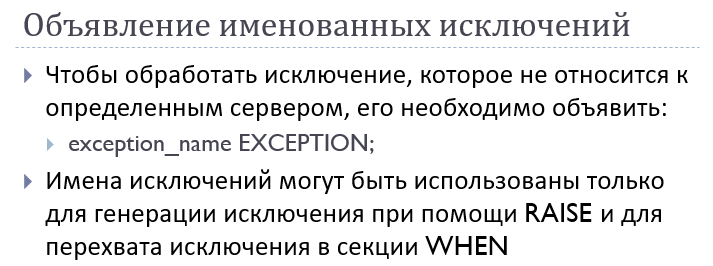 Объявление именованных исключений
Чтобы обработать исключение, которое не относится к
определенным сервером, его необходимо объявить:
exception_name EXCEPTION;
Имена исключений могут быть использованы только
для генерации исключения при помощи RAISE и для
перехвата исключения в секции WHEN